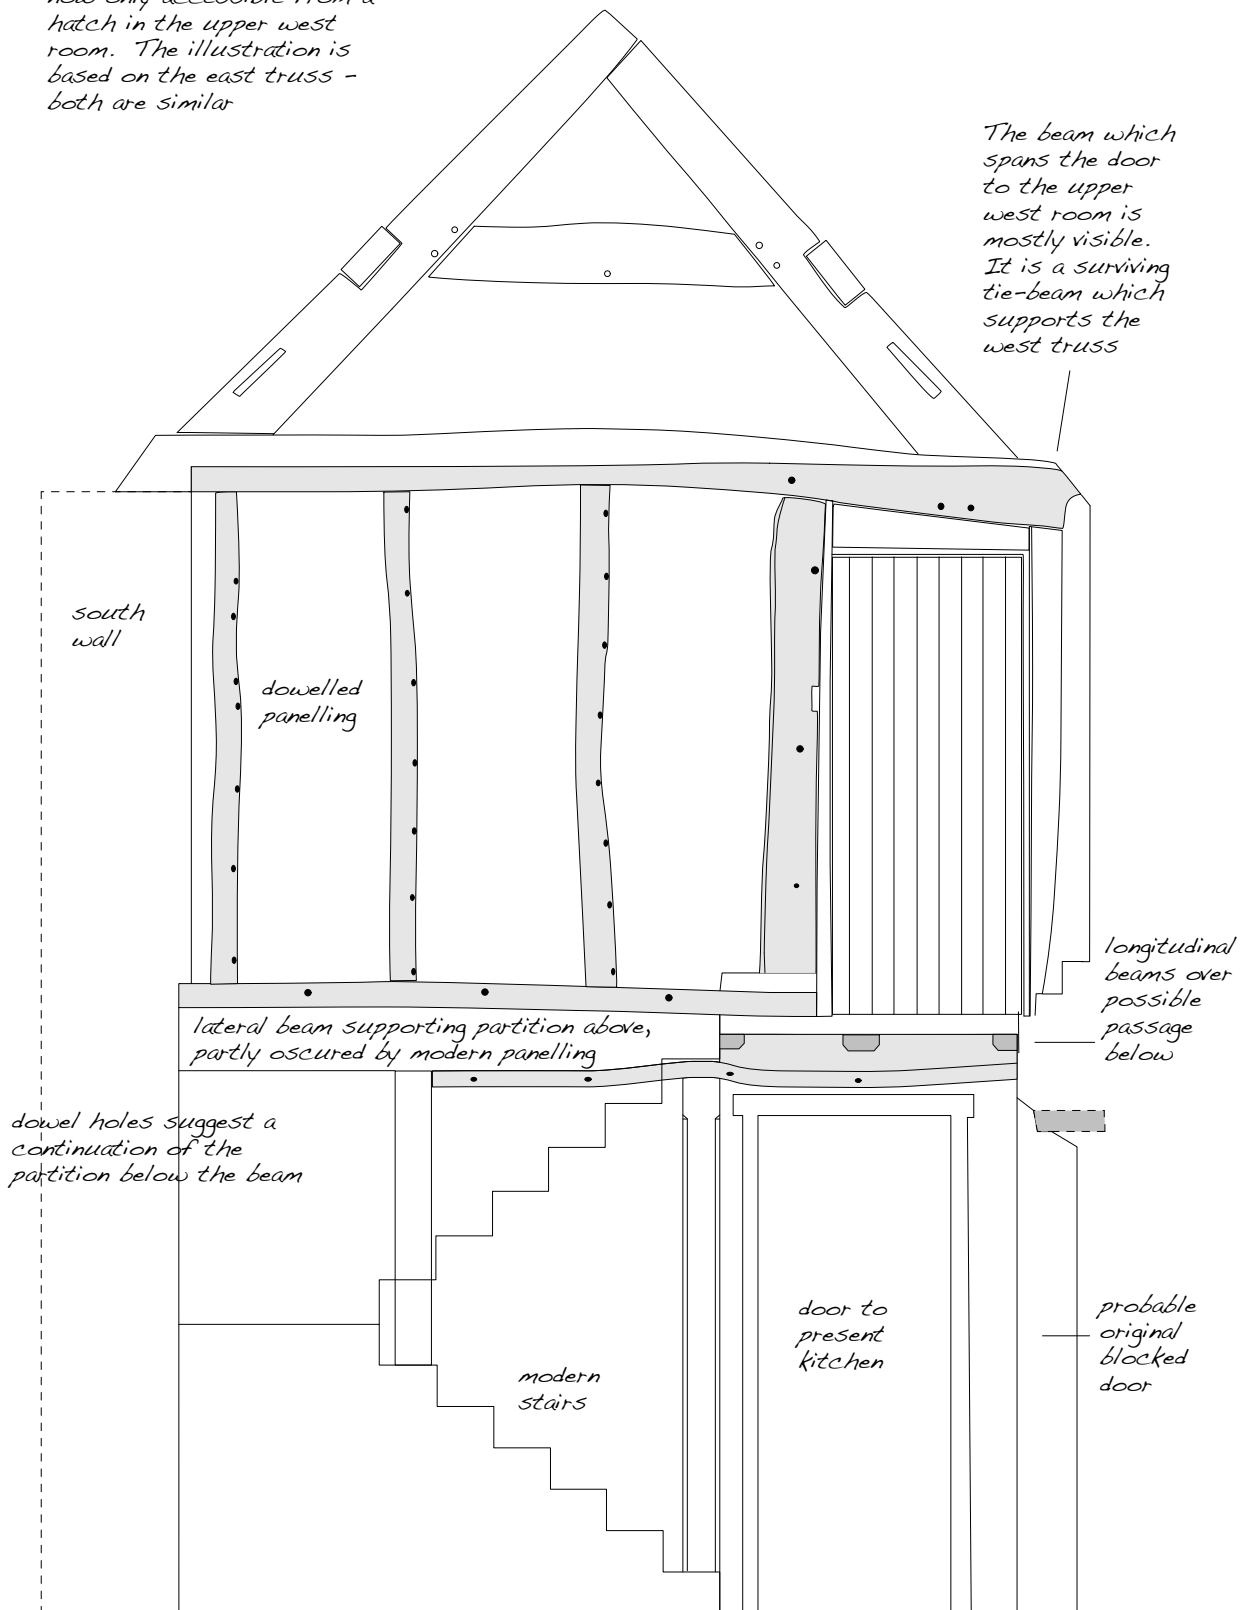 now only accessible from a
hatch in the upper west
room. The illustration is
based on the east truss -
both are similar
The beam which
spans the door
to the upper
west room is
mostly visible.
It is a surviving
tie-beam which
supports the
west truss
south
wall
dowelled
panelling
longitudinal
beams over
possible
passage
below
lateral beam supporting partition above,
partly oscured by modern panelling
dowel holes suggest a
continuation of the
partition below the beam
door to
present
kitchen
probable
original
blocked
door
modern
stairs